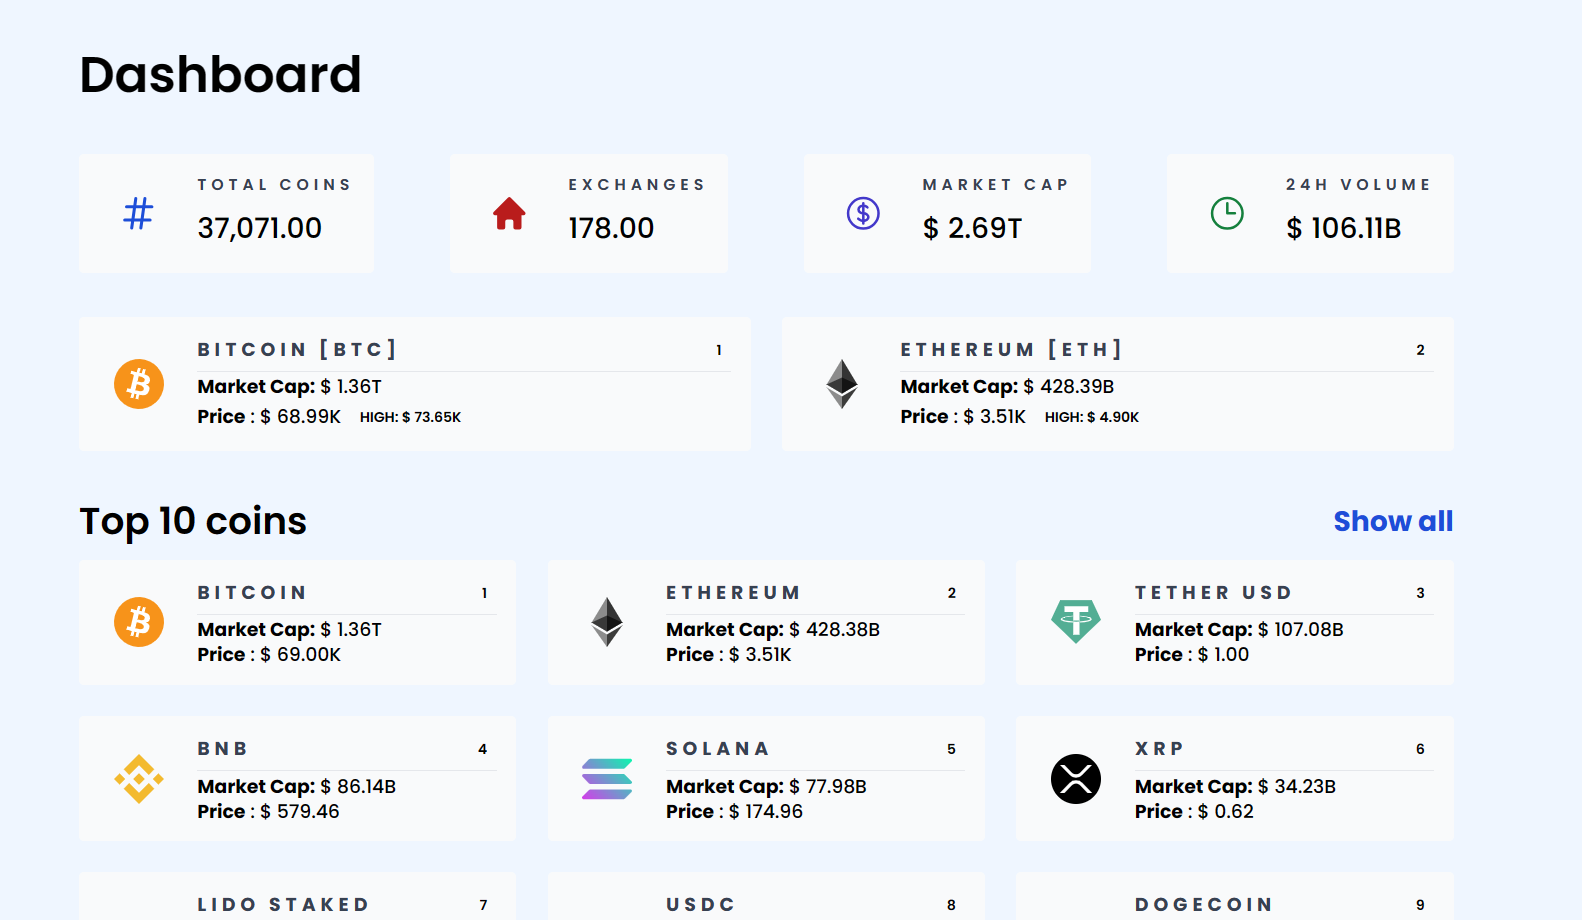 Dashboard
TOTAL COINS
37,071.00
EXCHANGES
178.00
MARKET CAP
$ 2.69T
24H VOLUME
$ 106.11B
BITCOIN [BTC] 1
Market Cap: $ 1.36T
Price : $ 68.99K HIGH: $ 73.65K
ETHEREUM [ETH] 2
Market Cap: $ 428.39B
Price : $ 3.51K HIGH: $ 4.90K
Top 10 coins
Show all
BITCOIN 1
Market Cap: $ 1.36T
Price : $ 69.00K
ETHEREUM 2
Market Cap: $ 428.38B
Price : $ 3.51K
TETHER USD 3
Market Cap: $ 107.08B
Price : $ 1.00
BNB 4
Market Cap: $ 86.14B
Price : $ 579.46
SOLANA 5
Market Cap: $ 77.98B
Price : $ 174.96
XRP 6
Market Cap: $ 34.23B
Price : $ 0.62
LIDO STAKED 7
USDC 8
DOGECOIN 9